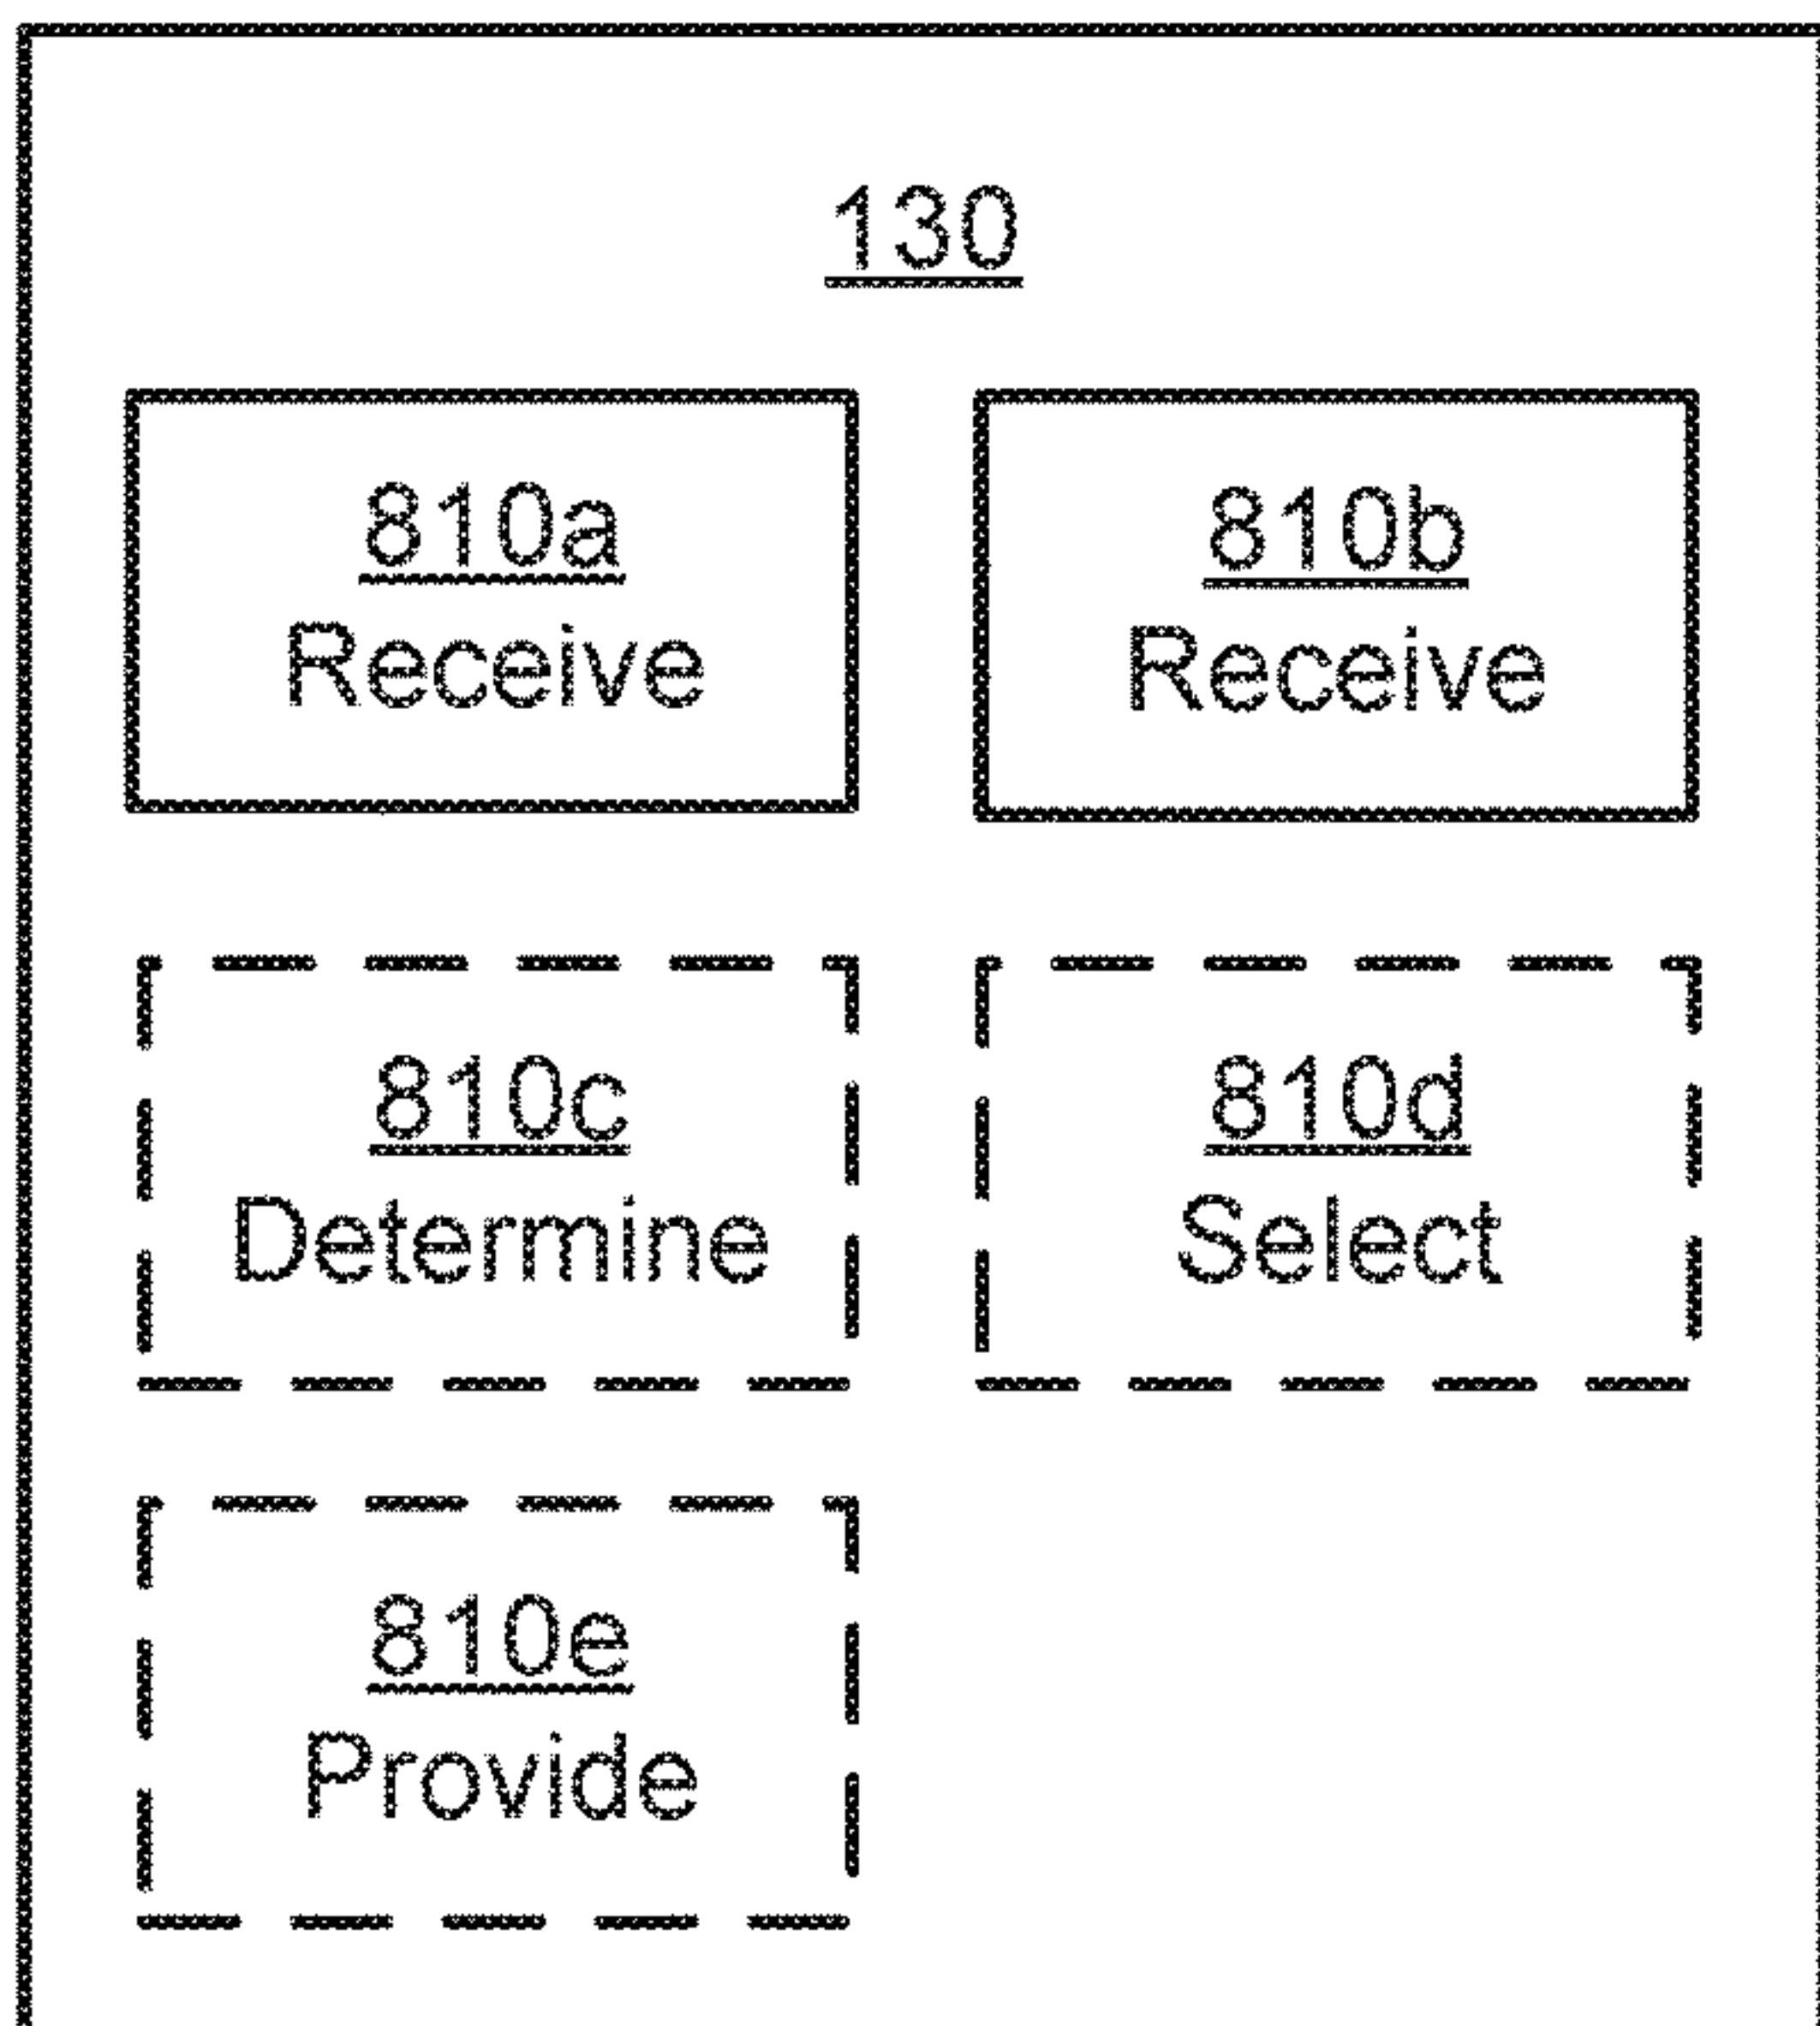 130
810a
Receive
810b
Receive
810c
Determine
810d
Select
810e
Provide